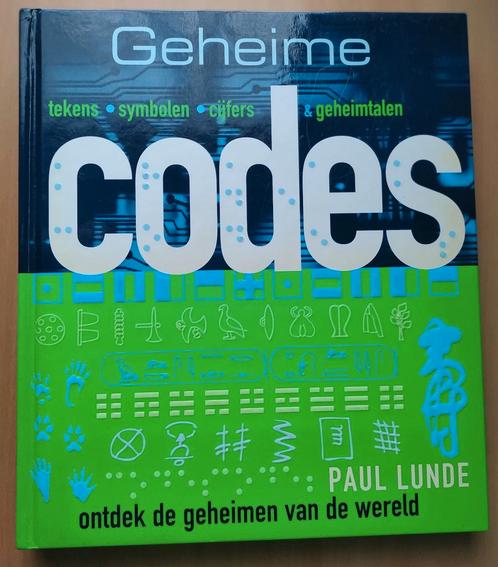 Geheime
tekens • symbolen • cijfers & geheimtalen
codes
PAUL LUNDE
ontdek de geheimen van de wereld